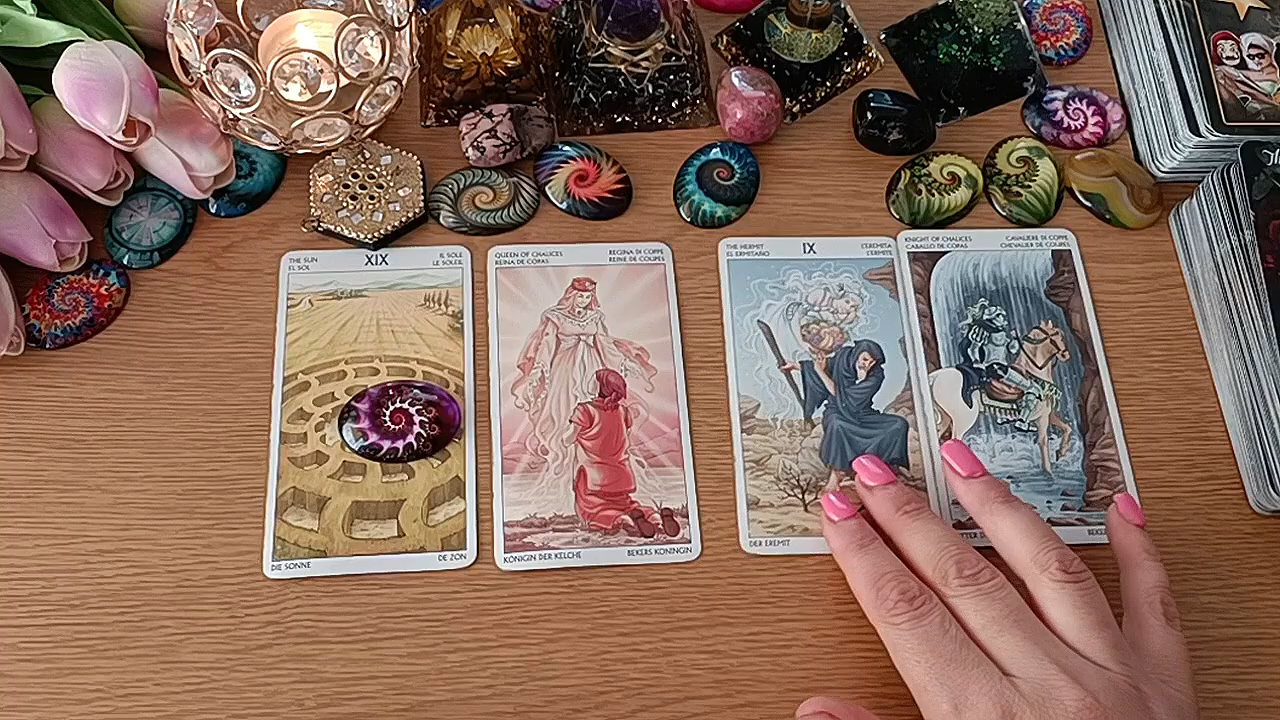 THE SUN
EL SOL
XIX
IL SOLE
LE SOLEIL
DIE SONNE
DE ZON
QUEEN OF CHALICES
REINA DE COPAS
REGINA DI COPPE
REINE DE COUPES
KÖNIGIN DER KELCHE
BEKERS KONINGIN
THE HERMIT
EL ERMITAÑO
IX
L'EREMITA
L'ERMITE
DER EREMIT
KNIGHT OF CHALICES
CABALLO DE COPAS
CAVALIERE DI COPPE
CHEVALIER DE COUPES